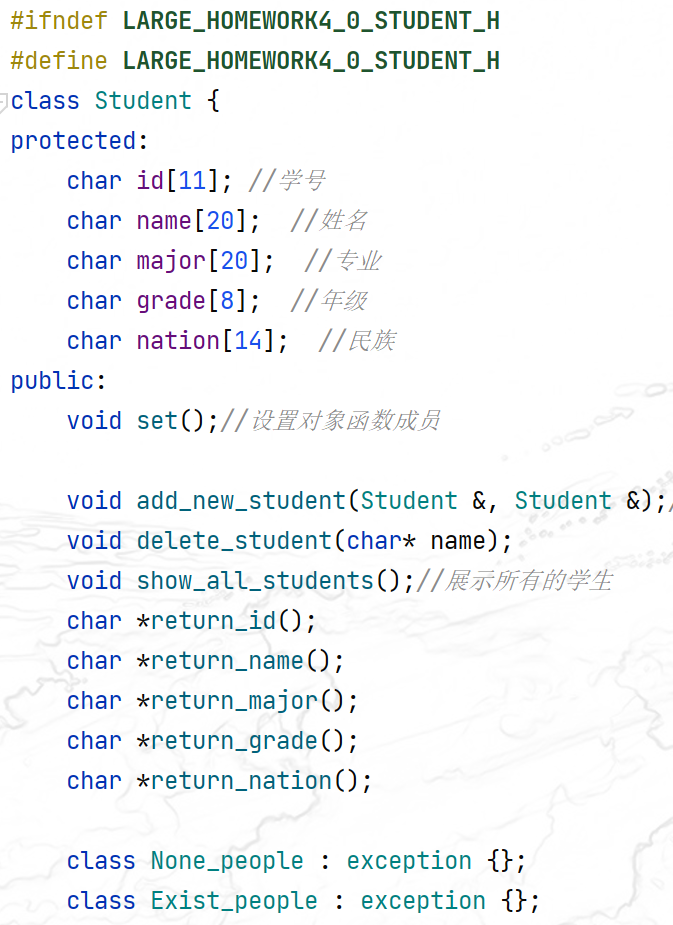 #ifndef LARGE_HOMEWORK4_0_STUDENT_H
#define LARGE_HOMEWORK4_0_STUDENT_H
class Student {
protected:
    char id[11]; //学号
    char name[20];  //姓名
    char major[20];  //专业
    char grade[8];  //年级
    char nation[14];  //民族
public:
    void set();//设置对象函数成员
    void add_new_student(Student &, Student &);/
    void delete_student(char* name);
    void show_all_students();//展示所有的学生
    char *return_id();
    char *return_name();
    char *return_major();
    char *return_grade();
    char *return_nation();
    class None_people : exception {};
    class Exist_people : exception {};